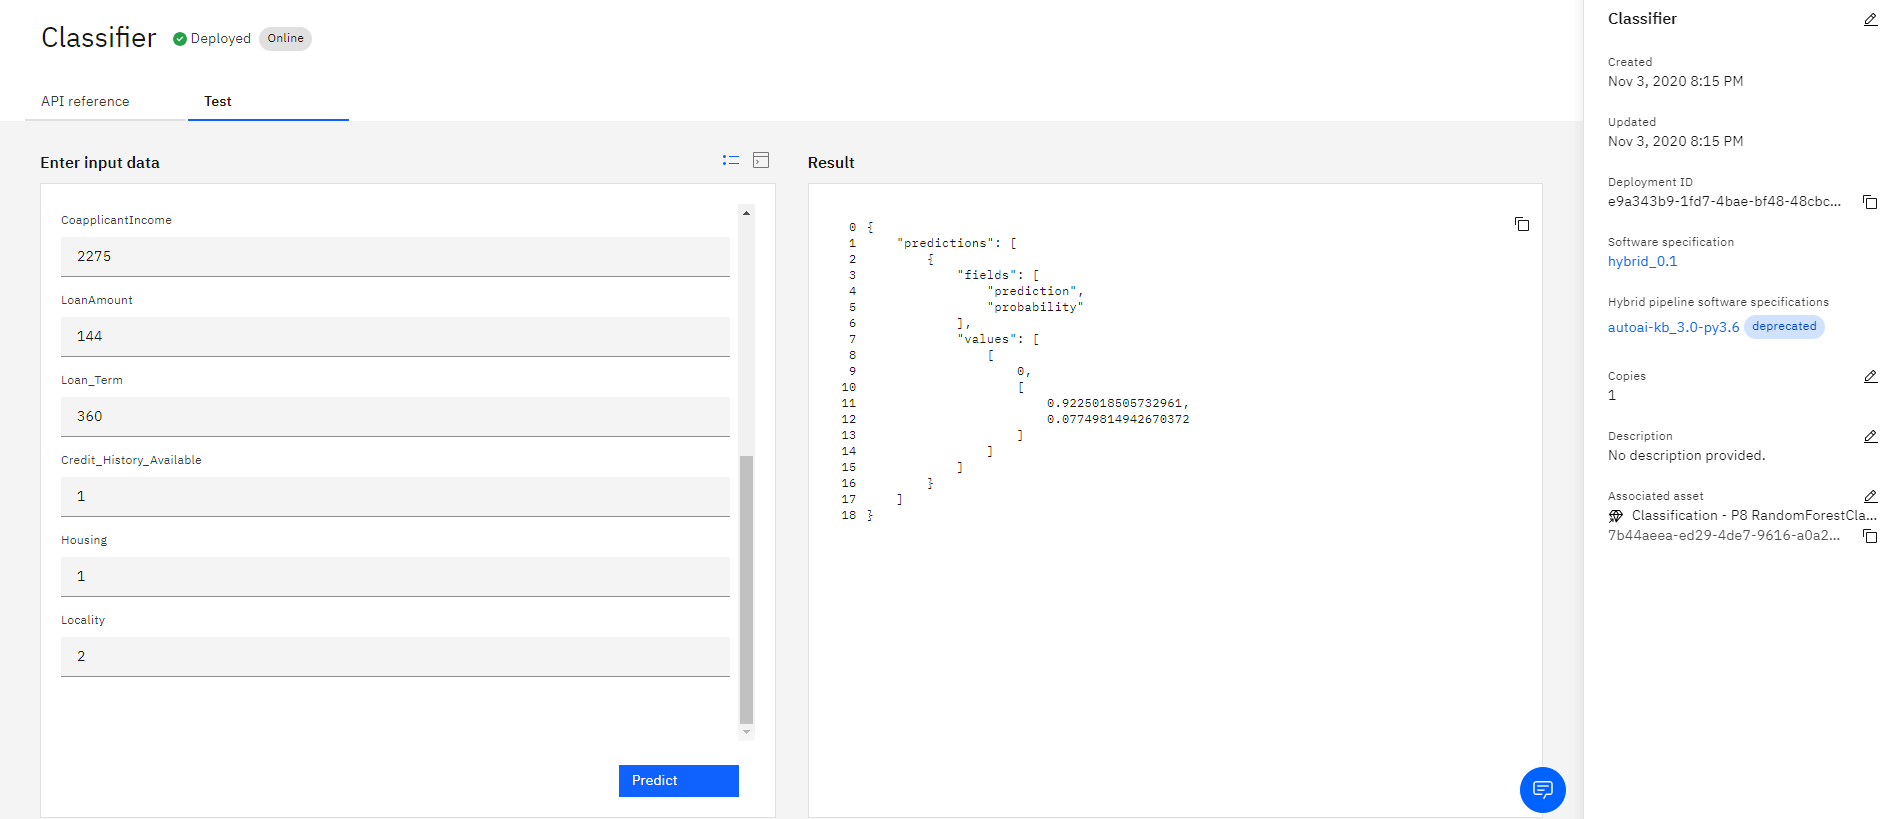 Classifier
Deployed
Online
API reference
Test
Enter input data
CoapplicantIncome
2275
LoanAmount
144
Loan_Term
360
Credit_History_Available
1
Housing
1
Locality
2
Predict
Result
0 {
1 "predictions": [
2 {
3 "fields": [
4 "prediction",
5 "probability"
6 ],
7 "values": [
8 [
9 0,
10 [
11 0.9225018505732961,
12 0.07749814942670372
13 ]
14 ]
15 ]
16 }
17 ]
18 }
Classifier
Created
Nov 3, 2020 8:15 PM
Updated
Nov 3, 2020 8:15 PM
Deployment ID
e9a343b9-1fd7-4bae-bf48-48cbc...
Software specification
hybrid_0.1
Hybrid pipeline software specifications
autoai-kb_3.0-py3.6 deprecated
Copies
1
Description
No description provided.
Associated asset
Classification - P8 RandomForestCla...
7b44aeea-ed29-4de7-9616-a0a2...